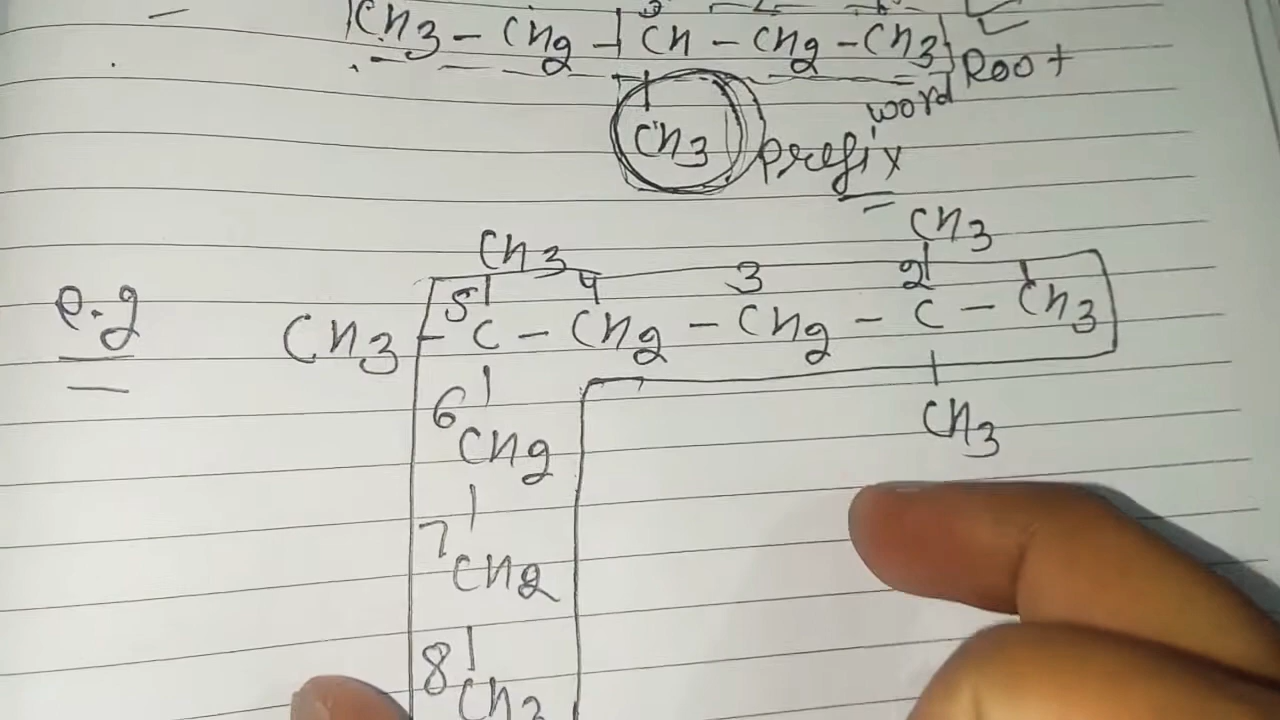 CH3 - CH2 - CH - CH2 - CH3 Root
word
CH3 prefix
CH3 CH3
5 4 3 2 1
e.g CH3 - C - CH2 - CH2 - C - CH3
6 CH2 CH3
7 CH2
8 CH3